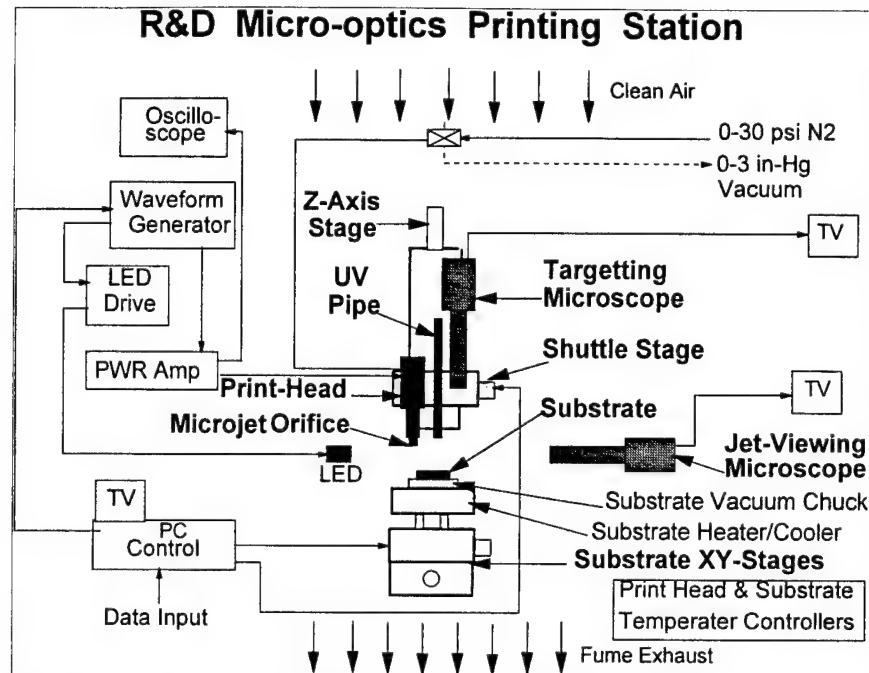 R&D Micro-optics Printing Station
Clean Air
Oscillo-
scope
0-30 psi N2
0-3 in-Hg
Vacuum
Waveform
Generator
Z-Axis
Stage
TV
LED
Drive
UV
Pipe
Targetting
Microscope
PWR Amp
Shuttle Stage
Print-Head
TV
Microjet Orifice
Substrate
LED
Jet-Viewing
Microscope
TV
Substrate Vacuum Chuck
PC
Control
Substrate Heater/Cooler
Substrate XY-Stages
Data Input
Print Head & Substrate
Temperater Controllers
Fume Exhaust